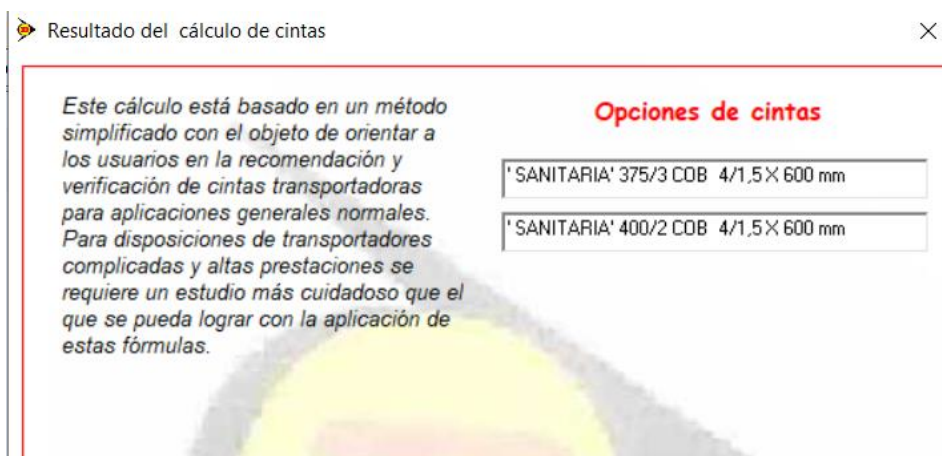 Resultado del  cálculo de cintas
Este cálculo está basado en un método
simplificado con el objeto de orientar a
los usuarios en la recomendación y
verificación de cintas transportadoras
para aplicaciones generales normales.
Para disposiciones de transportadores
complicadas y altas prestaciones se
requiere un estudio más cuidadoso que el
que se pueda lograr con la aplicación de
estas fórmulas.
Opciones de cintas
' SANITARIA' 375/3 COB  4/1,5 X 600 mm
' SANITARIA' 400/2 COB  4/1,5 X 600 mm